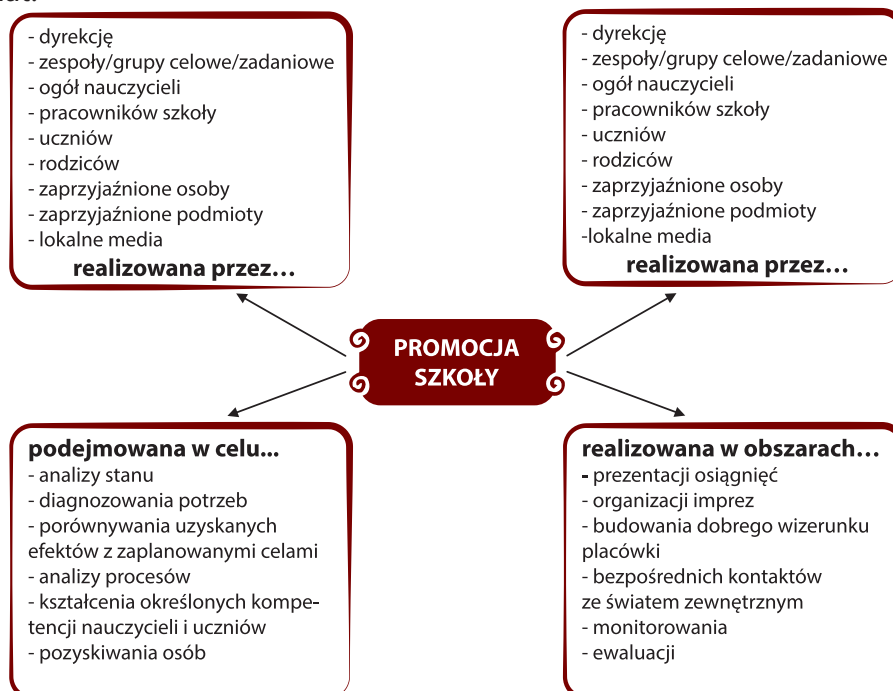 - dyrekcję
- zespoły/grupy celowe/zadaniowe
- ogół nauczycieli
- pracowników szkoły
- uczniów
- rodziców
- zaprzyjaźnione osoby
- zaprzyjaźnione podmioty
- lokalne media
realizowana przez…
- dyrekcję
- zespoły/grupy celowe/zadaniowe
- ogół nauczycieli
- pracowników szkoły
- uczniów
- rodziców
- zaprzyjaźnione osoby
- zaprzyjaźnione podmioty
-lokalne media
realizowana przez…
PROMOCJA
SZKOŁY
podejmowana w celu...
- analizy stanu
- diagnozowania potrzeb
- porównywania uzyskanych
efektów z zaplanowanymi celami
- analizy procesów
- kształcenia określonych kompe-
tencji nauczycieli i uczniów
- pozyskiwania osób
realizowana w obszarach…
- prezentacji osiągnięć
- organizacji imprez
- budowania dobrego wizerunku
placówki
- bezpośrednich kontaktów
ze światem zewnętrznym
- monitorowania
- ewaluacji